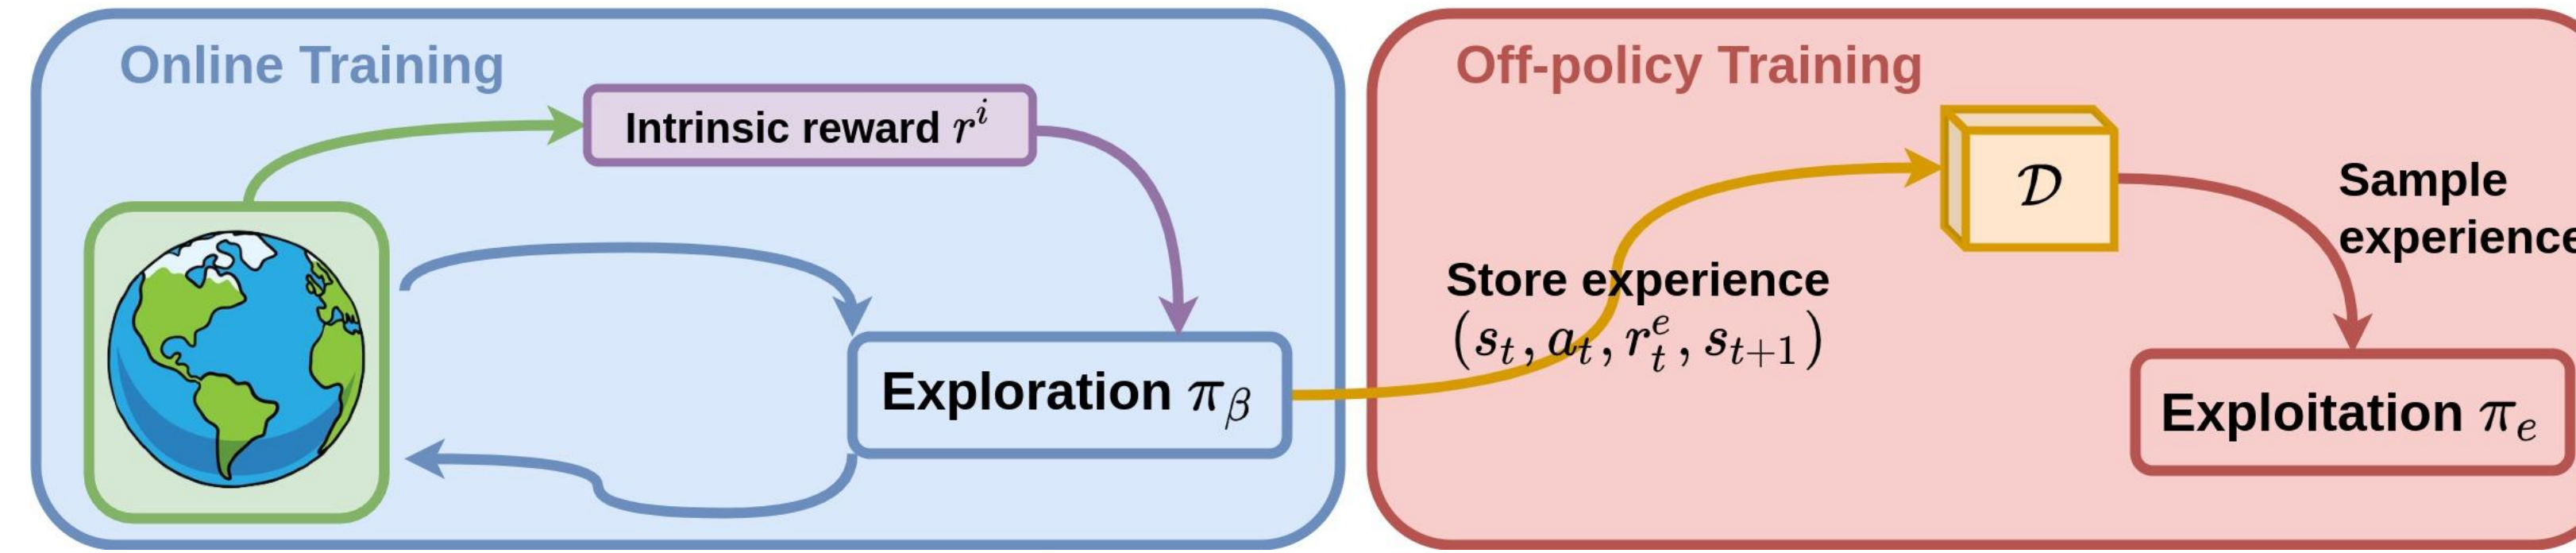 Online Training
Intrinsic reward r^i
Exploration π_β
Off-policy Training
Store experience
(s_t, a_t, r_t^e, s_{t+1})
𝒟
Sample
experience
Exploitation π_e